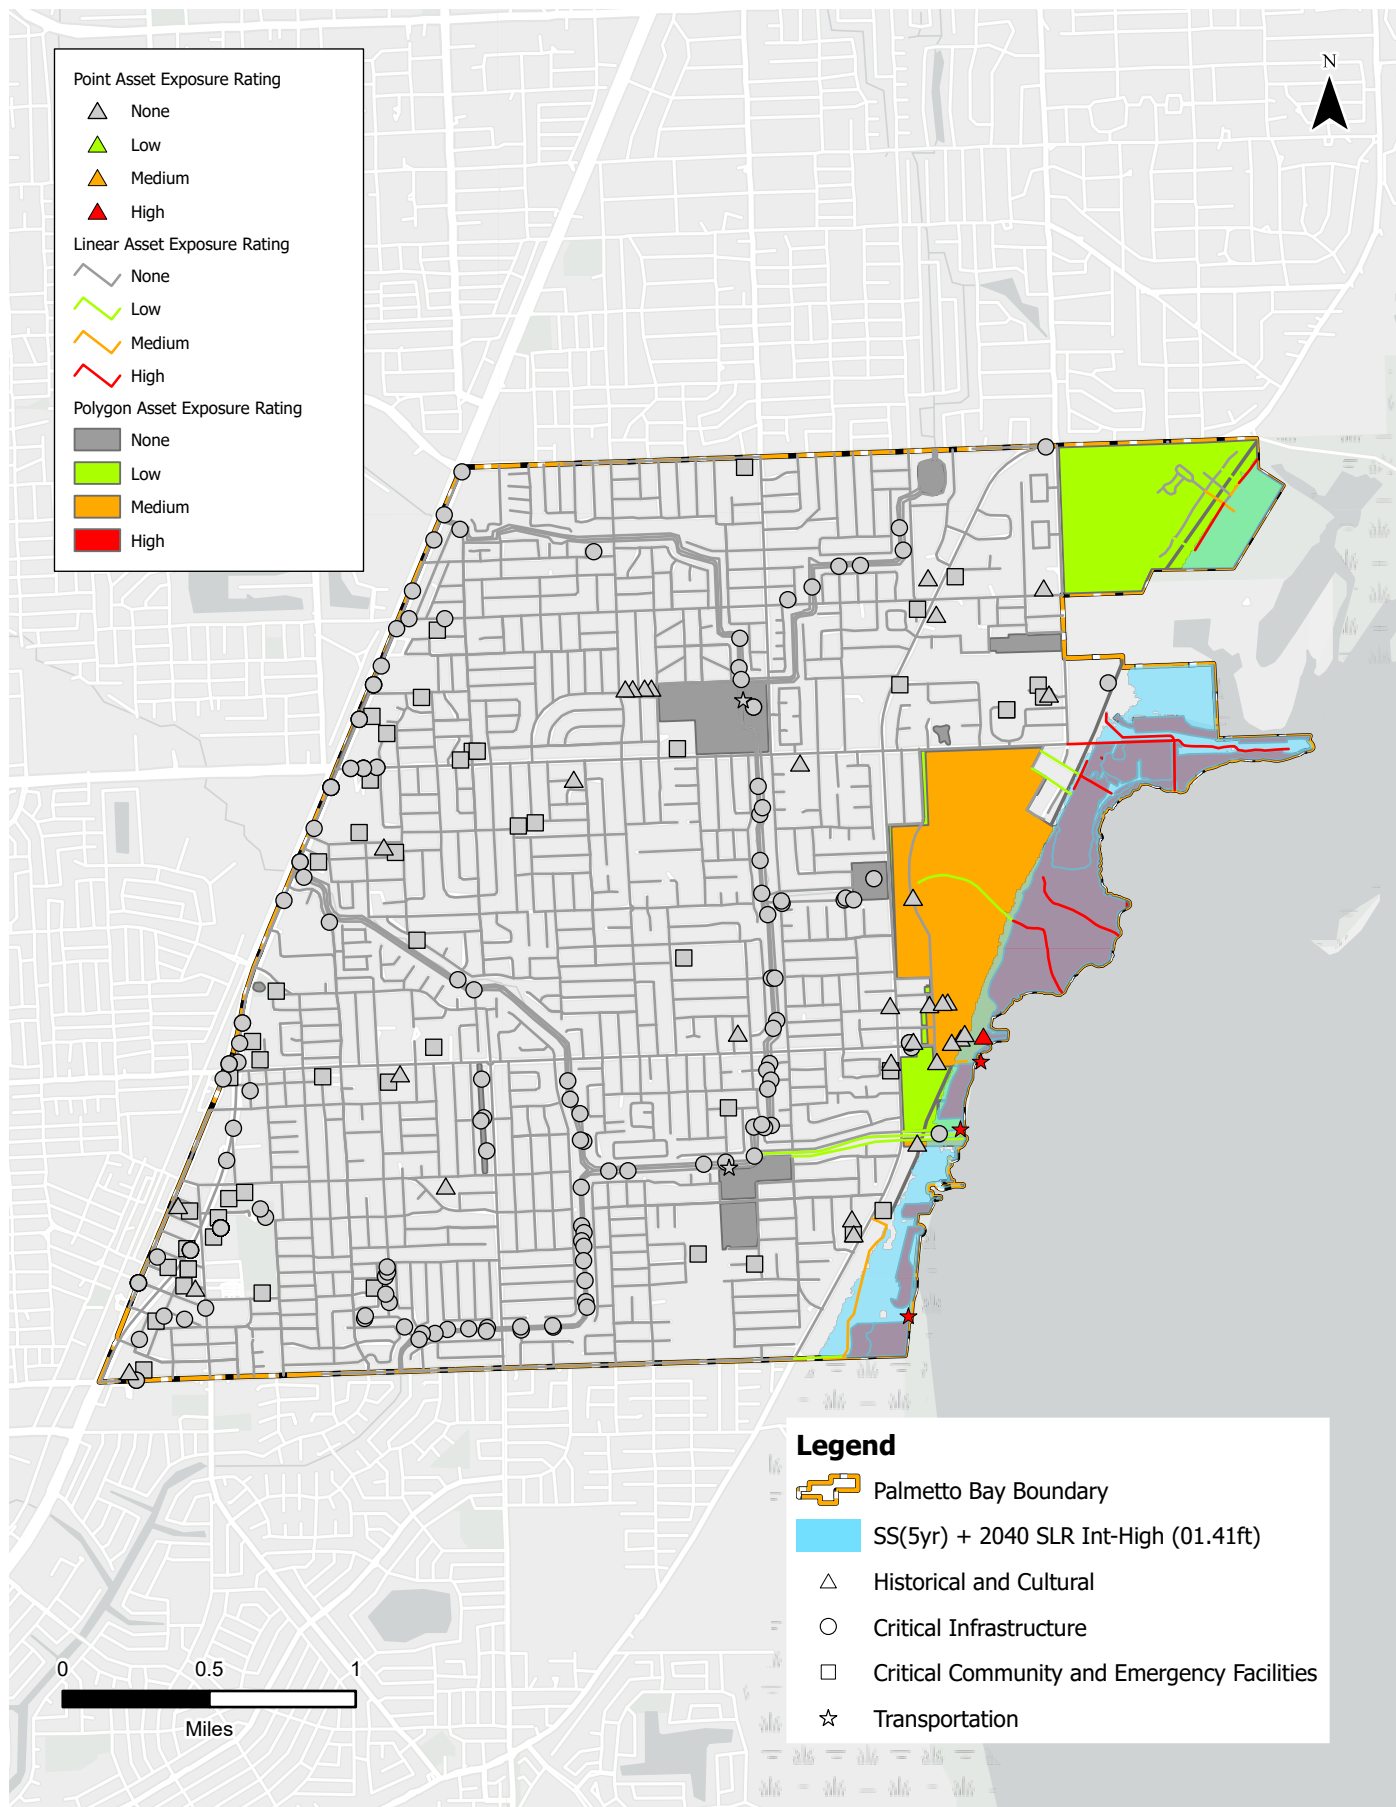 Point Asset Exposure Rating
None
Low
Medium
High
Linear Asset Exposure Rating
None
Low
Medium
High
Polygon Asset Exposure Rating
None
Low
Medium
High
N
Legend
Palmetto Bay Boundary
SS(5yr) + 2040 SLR Int-High (01.41ft)
Historical and Cultural
Critical Infrastructure
Critical Community and Emergency Facilities
Transportation
0 0.5 1
Miles